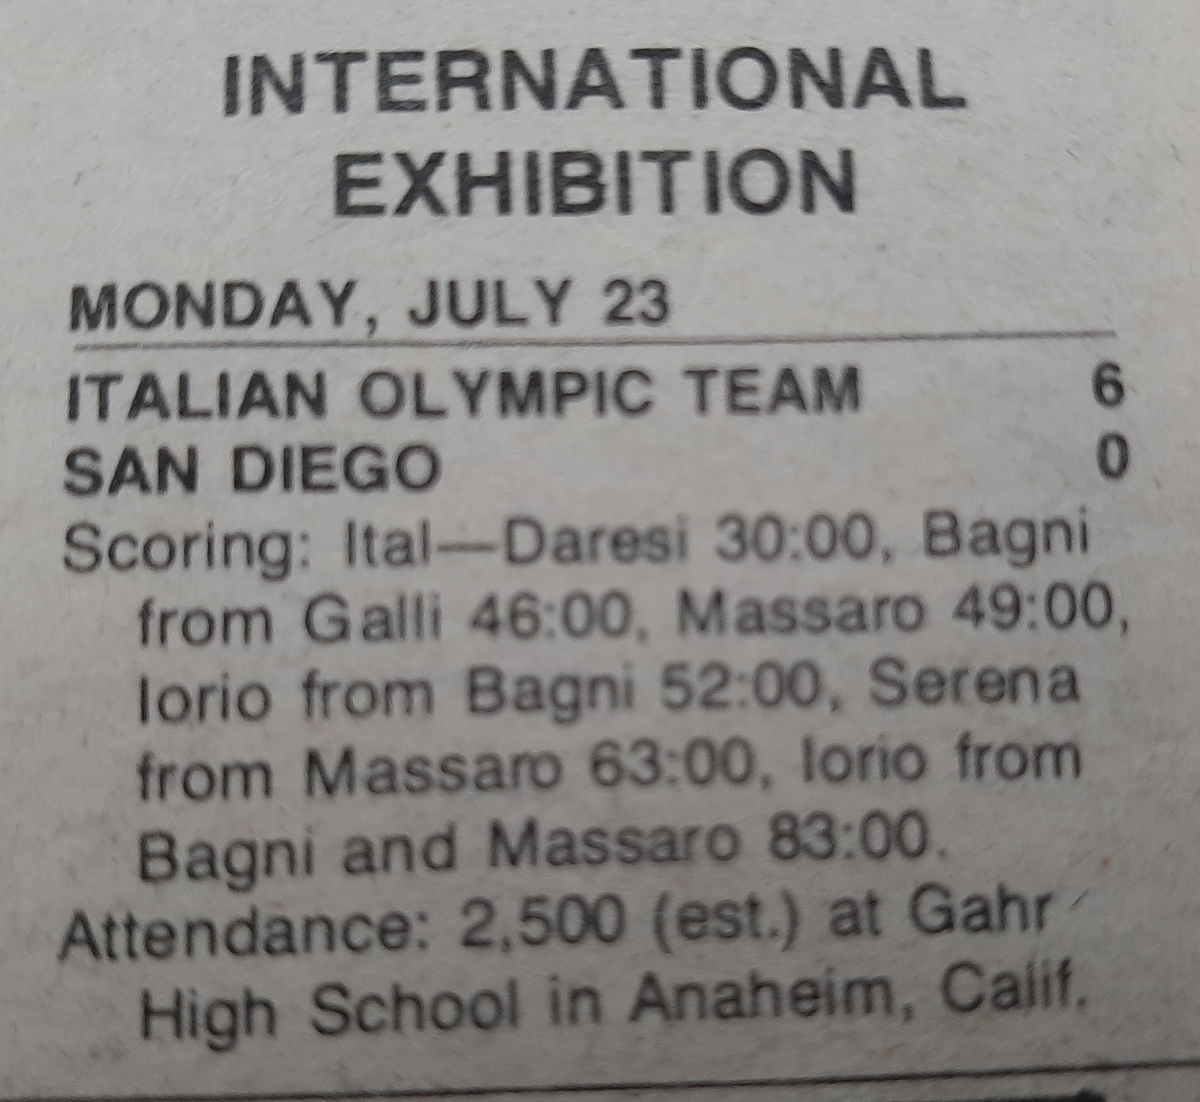 INTERNATIONAL
EXHIBITION
MONDAY, JULY 23
ITALIAN OLYMPIC TEAM 6
SAN DIEGO 0
Scoring: Ital—Daresi 30:00, Bagni
from Galli 46:00, Massaro 49:00,
Iorio from Bagni 52:00, Serena
from Massaro 63:00, Iorio from
Bagni and Massaro 83:00.
Attendance: 2,500 (est.) at Gahr
High School in Anaheim, Calif.